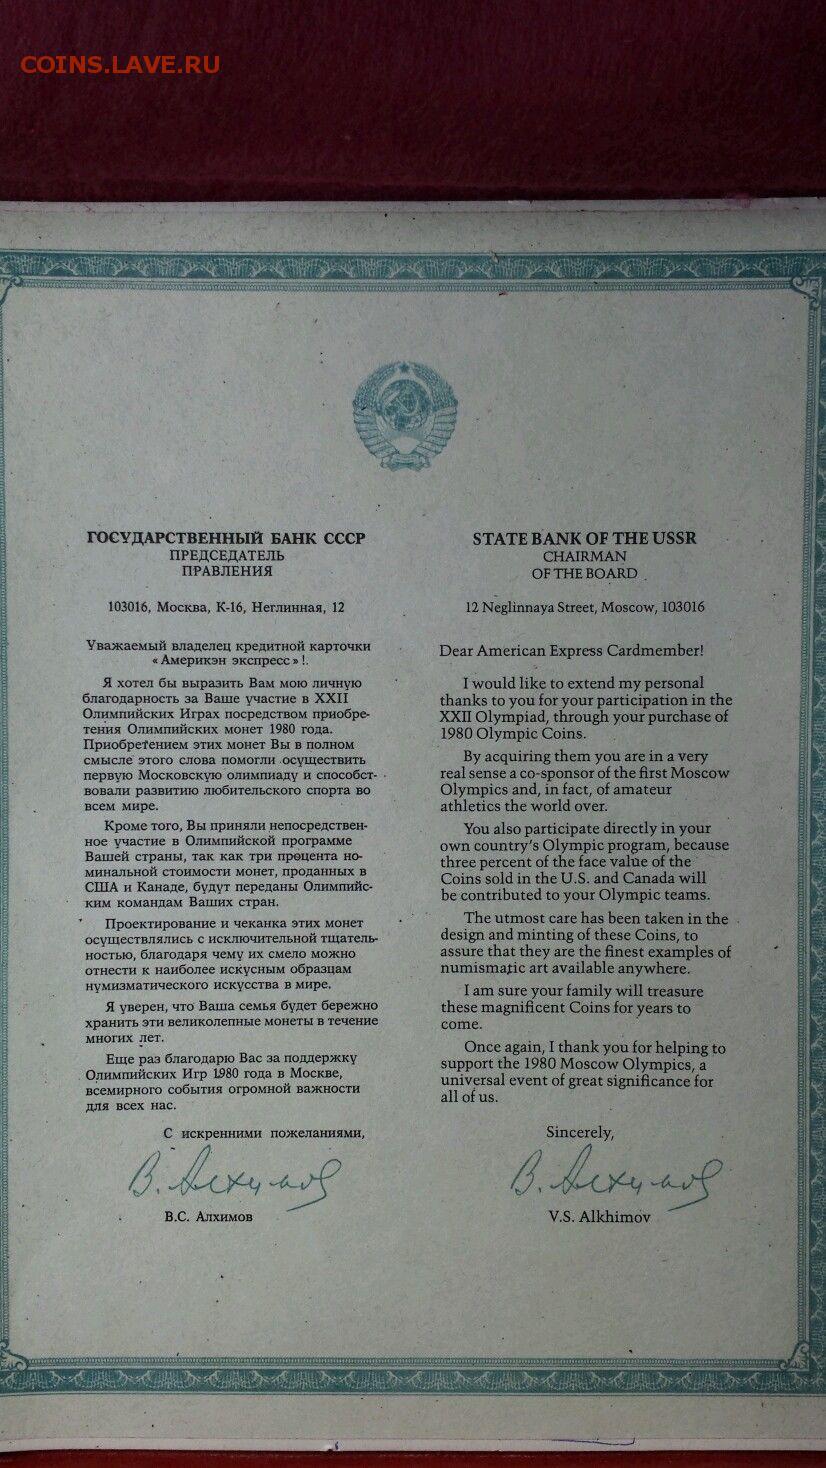 COINS.LAVE.RU
ГОСУДАРСТВЕННЫЙ БАНК СССР
ПРЕДСЕДАТЕЛЬ
ПРАВЛЕНИЯ
103016, Москва, К-16, Неглинная, 12
Уважаемый владелец кредитной карточки
«Америкэн экспресс»!
Я хотел бы выразить Вам мою личную
благодарность за Ваше участие в XXII
Олимпийских Играх посредством приобре-
тения Олимпийских монет 1980 года.
Приобретением этих монет Вы в полном
смысле этого слова помогли осуществить
первую Московскую олимпиаду и способст-
вовали развитию любительского спорта во
всем мире.
Кроме того, Вы приняли непосредствен-
ное участие в Олимпийской программе
Вашей страны, так как три процента но-
минальной стоимости монет, проданных в
США и Канаде, будут переданы Олимпийс-
ким командам Ваших стран.
Проектирование и чеканка этих монет
осуществлялись с исключительной тщатель-
ностью, благодаря чему их смело можно
отнести к наиболее искусным образцам
нумизматического искусства в мире.
Я уверен, что Ваша семья будет бережно
хранить эти великолепные монеты в течение
многих лет.
Еще раз благодарю Вас за поддержку
Олимпийских Игр 1980 года в Москве,
всемирного события огромной важности
для всех нас.
С искренними пожеланиями,
В. Алхимов
В.С. Алхимов
STATE BANK OF THE USSR
CHAIRMAN
OF THE BOARD
12 Neglinnaya Street, Moscow, 103016
Dear American Express Cardmember!
I would like to extend my personal
thanks to you for your participation in the
XXII Olympiad, through your purchase of
1980 Olympic Coins.
By acquiring them you are in a very
real sense a co-sponsor of the first Moscow
Olympics and, in fact, of amateur
athletics the world over.
You also participate directly in your
own country's Olympic program, because
three percent of the face value of the
Coins sold in the U.S. and Canada will
be contributed to your Olympic teams.
The utmost care has been taken in the
design and minting of these Coins, to
assure that they are the finest examples of
numismatic art available anywhere.
I am sure your family will treasure
these magnificent Coins for years to
come.
Once again, I thank you for helping to
support the 1980 Moscow Olympics, a
universal event of great significance for
all of us.
Sincerely,
В. Алхимов
V.S. Alkhimov